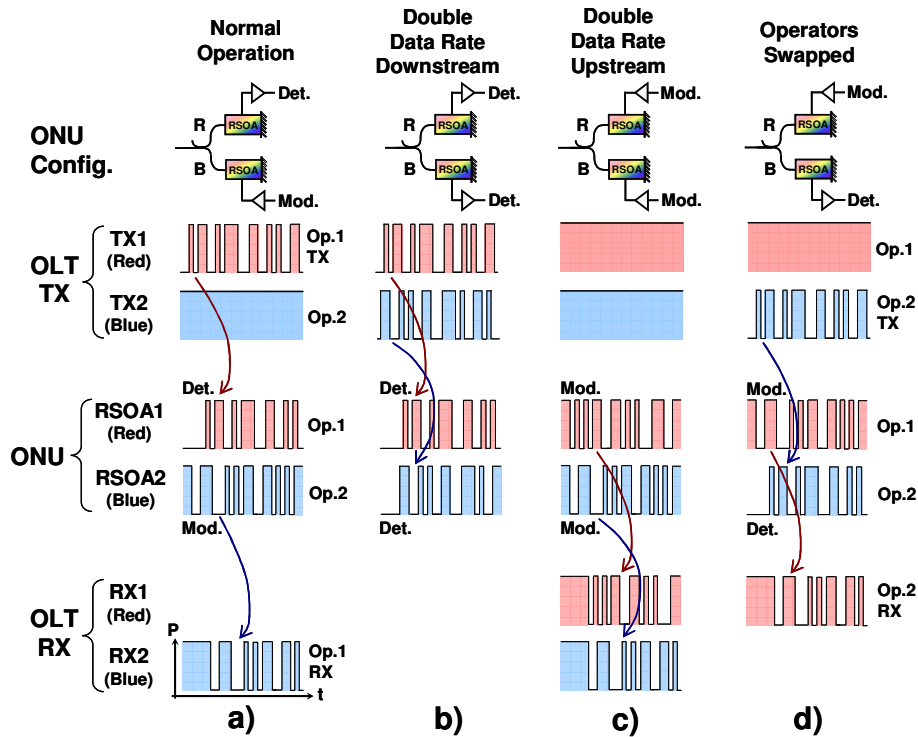 Normal
Operation
Double
Data Rate
Downstream
Double
Data Rate
Upstream
Operators
Swapped
ONU
Config.
R
RSOA
Det.
B
RSOA
Mod.
R
RSOA
Det.
B
RSOA
Det.
R
RSOA
Mod.
B
RSOA
Mod.
R
RSOA
Mod.
B
RSOA
Det.
OLT
TX
TX1
(Red)
Op.1
TX
Op.1
TX2
(Blue)
Op.2
Op.2
TX
ONU
RSOA1
(Red)
Det.
Op.1
Det.
Mod.
Mod.
Op.1
RSOA2
(Blue)
Mod.
Op.2
Det.
Mod.
Det.
Op.2
OLT
RX
RX1
(Red)
Op.2
RX
RX2
(Blue)
P
t
Op.1
RX
a)
b)
c)
d)